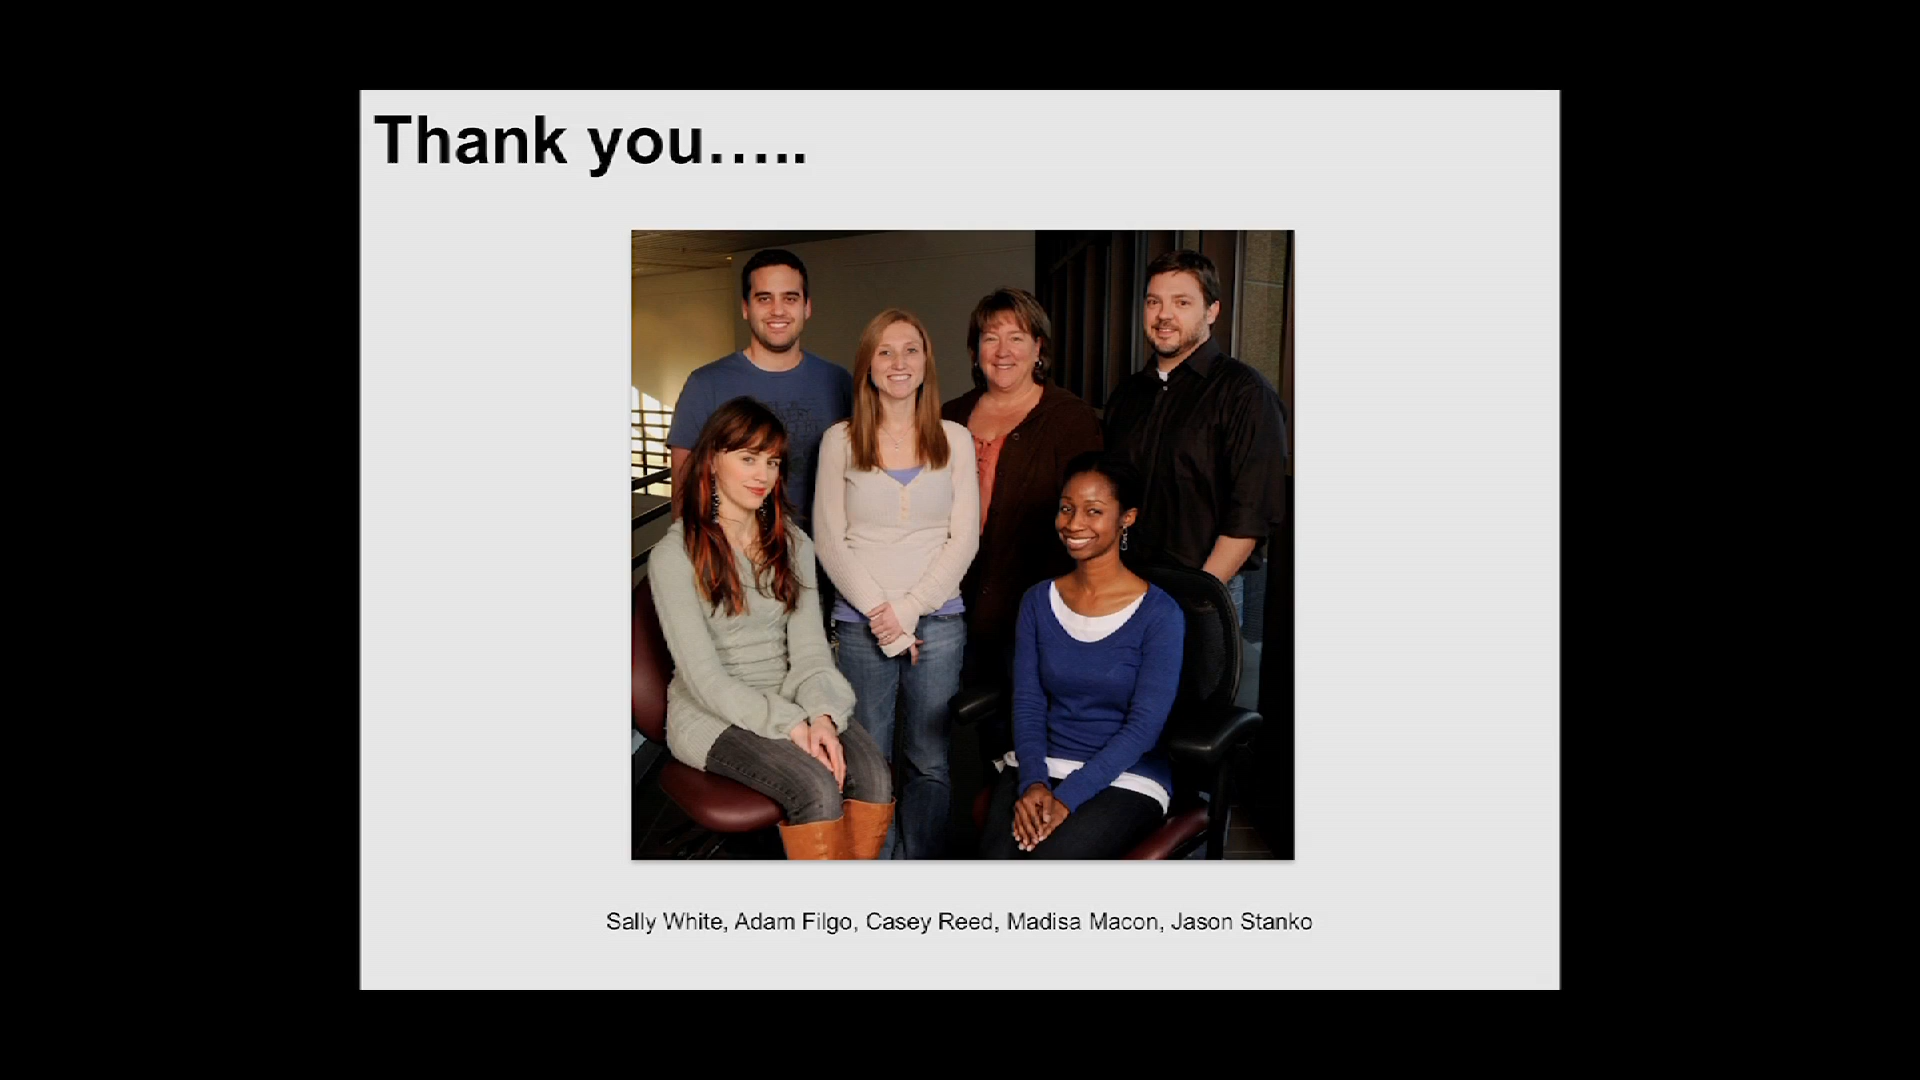 Thank you…..
Sally White, Adam Filgo, Casey Reed, Madisa Macon, Jason Stanko